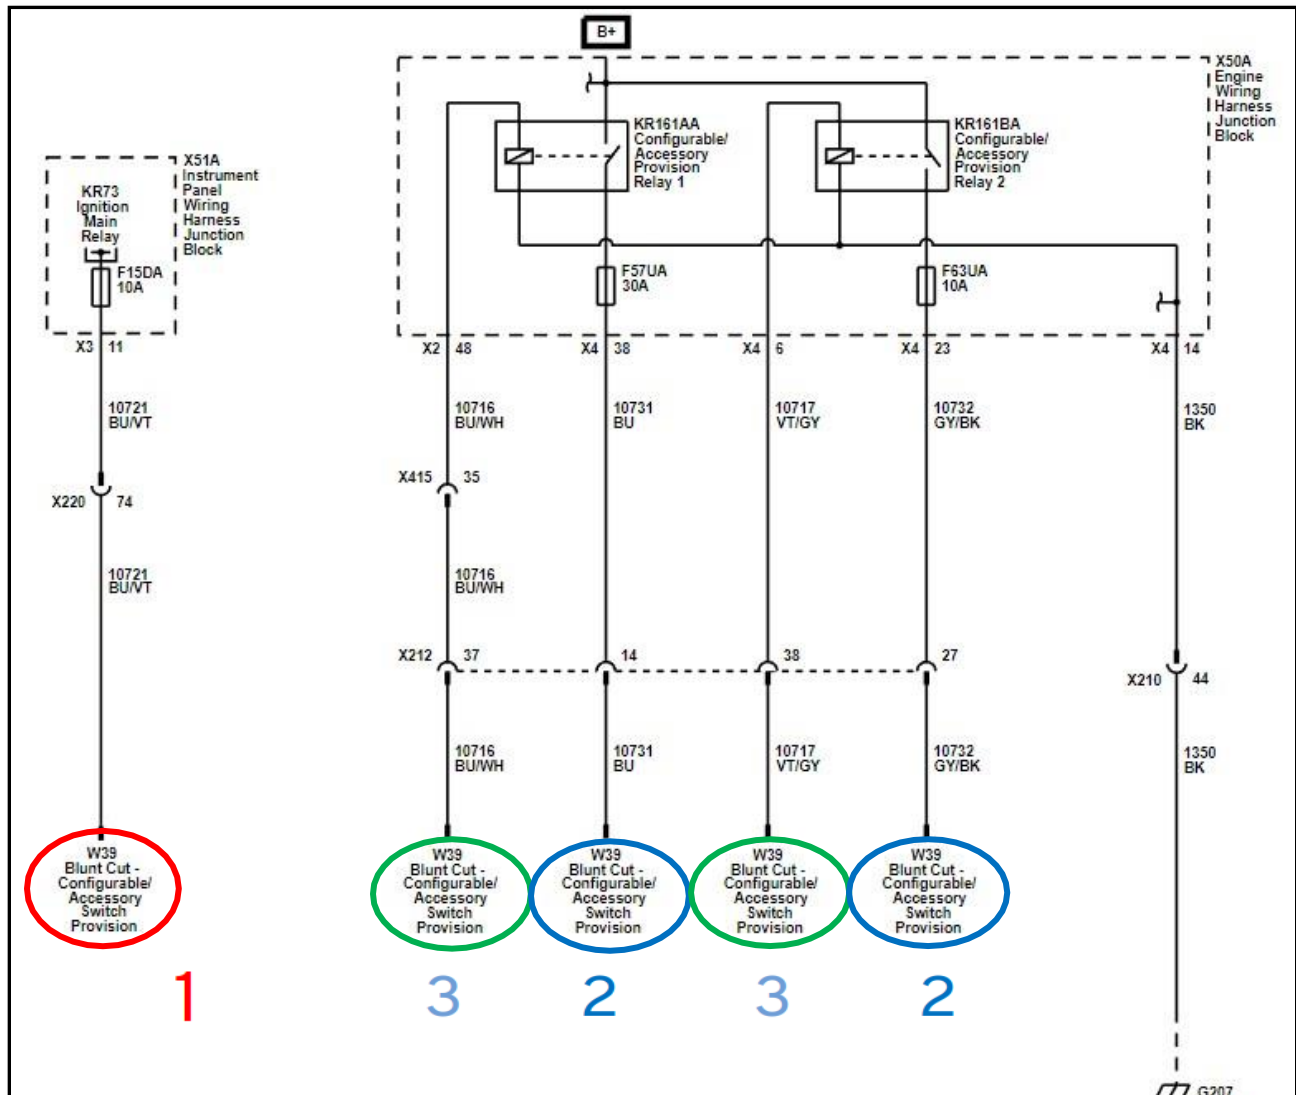 B+
X50A
Engine
Wiring
Harness
Junction
Block
KR161AA
Configurable/
Accessory
Provision
Relay 1
KR161BA
Configurable/
Accessory
Provision
Relay 2
X51A
Instrument
Panel
Wiring
Harness
Junction
Block
KR73
Ignition
Main
Relay
F15DA
10A
F57UA
30A
F63UA
10A
X3 11
X2 48
X4 38
X4 6
X4 23
X4 14
10721
BU/VT
10716
BU/WH
10731
BU
10717
VT/GY
10732
GY/BK
1350
BK
X415 35
X220 74
10721
BU/VT
10716
BU/WH
X212 37
14
38
27
X210 44
10716
BU/WH
10731
BU
10717
VT/GY
10732
GY/BK
1350
BK
W39
Blunt Cut -
Configurable/
Accessory
Switch
Provision
W39
Blunt Cut -
Configurable/
Accessory
Switch
Provision
W39
Blunt Cut -
Configurable/
Accessory
Switch
Provision
W39
Blunt Cut -
Configurable/
Accessory
Switch
Provision
W39
Blunt Cut -
Configurable/
Accessory
Switch
Provision
1
3
2
3
2
G207